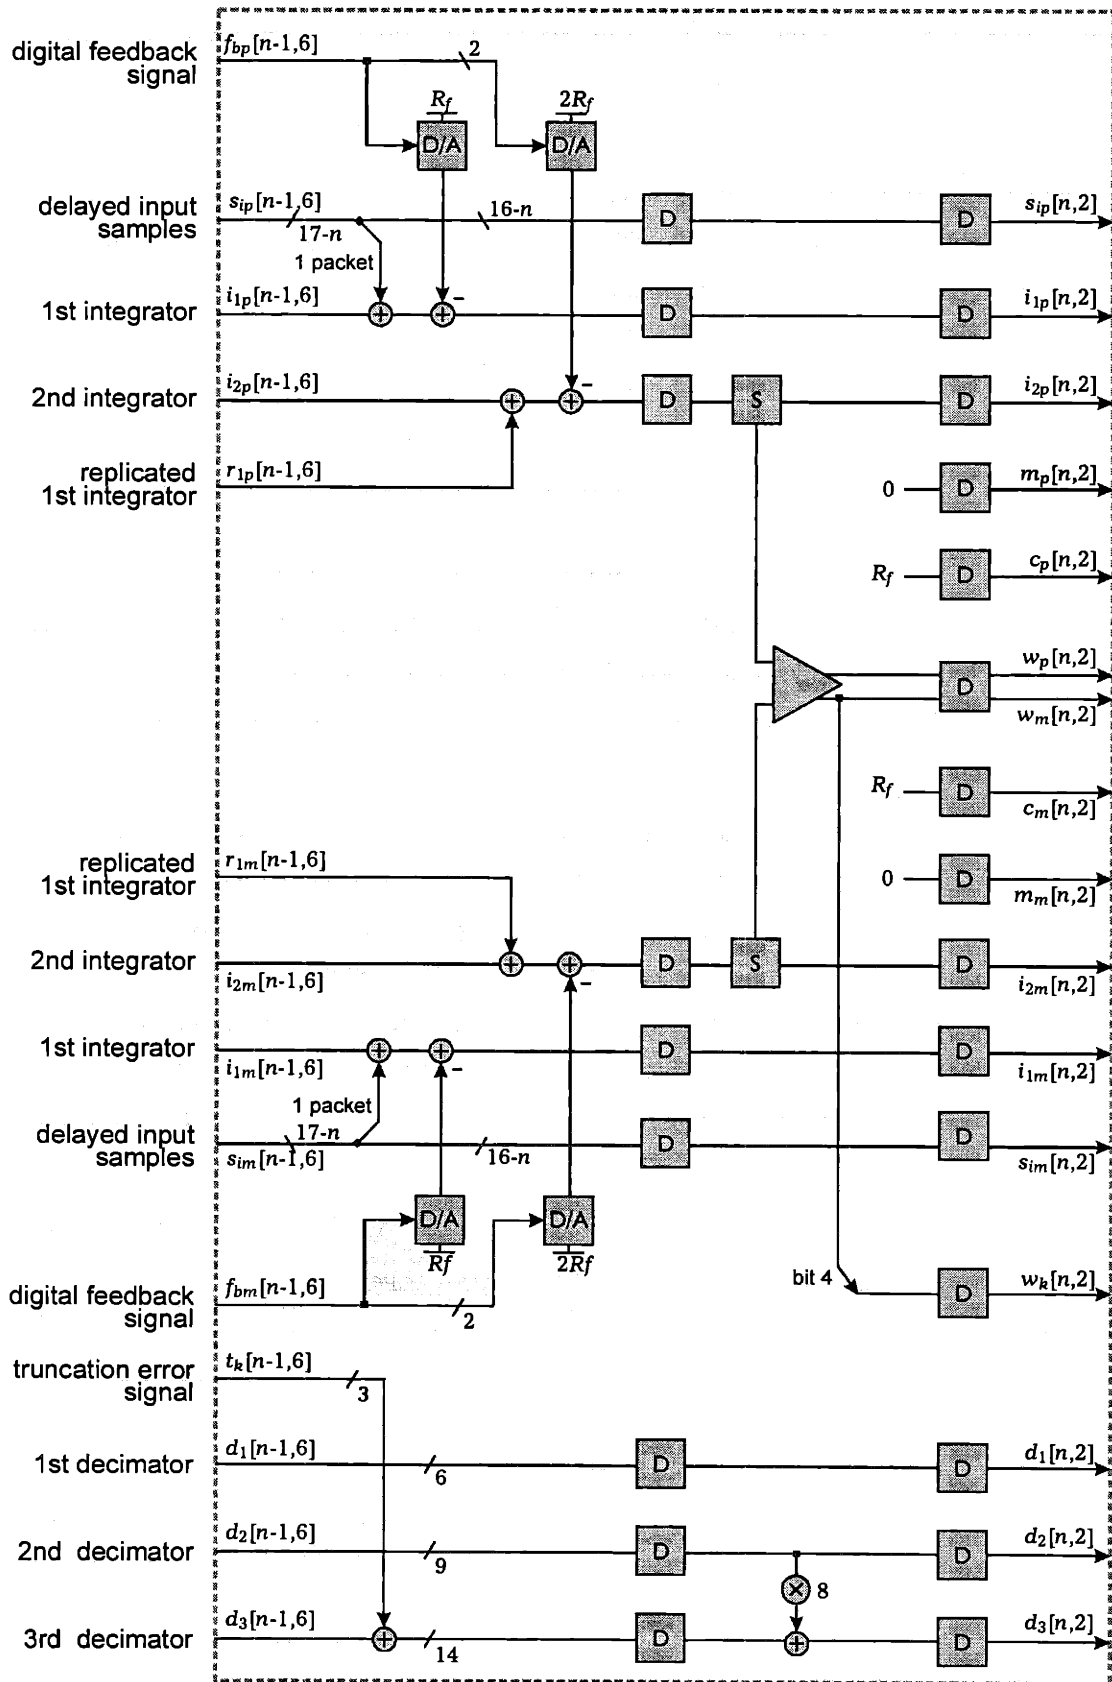 digital feedback
signal
f_bp[n-1,6]
2
R_f
2R_f
D/A
D/A
delayed input
samples
s_ip[n-1,6]
17-n
16-n
D
D
s_ip[n,2]
1 packet
1st integrator
i_1p[n-1,6]
+
+
-
D
D
i_1p[n,2]
2nd integrator
i_2p[n-1,6]
+
+
-
D
S
D
i_2p[n,2]
replicated
1st integrator
r_1p[n-1,6]
0
D
m_p[n,2]
R_f
D
c_p[n,2]
w_p[n,2]
D
w_m[n,2]
R_f
D
c_m[n,2]
replicated
1st integrator
r_1m[n-1,6]
0
D
m_m[n,2]
2nd integrator
i_2m[n-1,6]
+
+
-
D
S
D
i_2m[n,2]
1st integrator
i_1m[n-1,6]
+
+
-
D
D
i_1m[n,2]
1 packet
delayed input
samples
17-n
s_im[n-1,6]
16-n
D
D
s_im[n,2]
D/A
D/A
Rf
2Rf
digital feedback
signal
f_bm[n-1,6]
2
bit 4
D
w_k[n,2]
truncation error
signal
t_k[n-1,6]
3
1st decimator
d_1[n-1,6]
6
D
D
d_1[n,2]
2nd decimator
d_2[n-1,6]
9
D
D
d_2[n,2]
× 8
3rd decimator
d_3[n-1,6]
+
14
D
+
D
d_3[n,2]